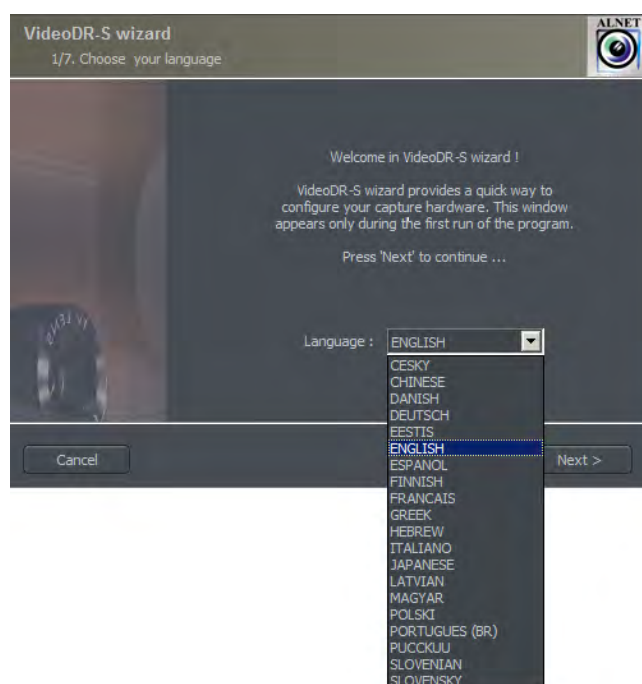 VideoDR-S wizard
ALNET
1/7. Choose your language
Welcome in VideoDR-S wizard !
VideoDR-S wizard provides a quick way to
configure your capture hardware. This window
appears only during the first run of the program.
Press 'Next' to continue ...
Language : ENGLISH
CESKY
CHINESE
DANISH
DEUTSCH
EESTIS
ENGLISH
ESPANOL
FINNISH
FRANCAIS
GREEK
HEBREW
ITALIANO
JAPANESE
LATVIAN
MAGYAR
POLSKI
PORTUGUES (BR)
PUCCKUU
SLOVENIAN
SLOVENSKY
Cancel
Next >